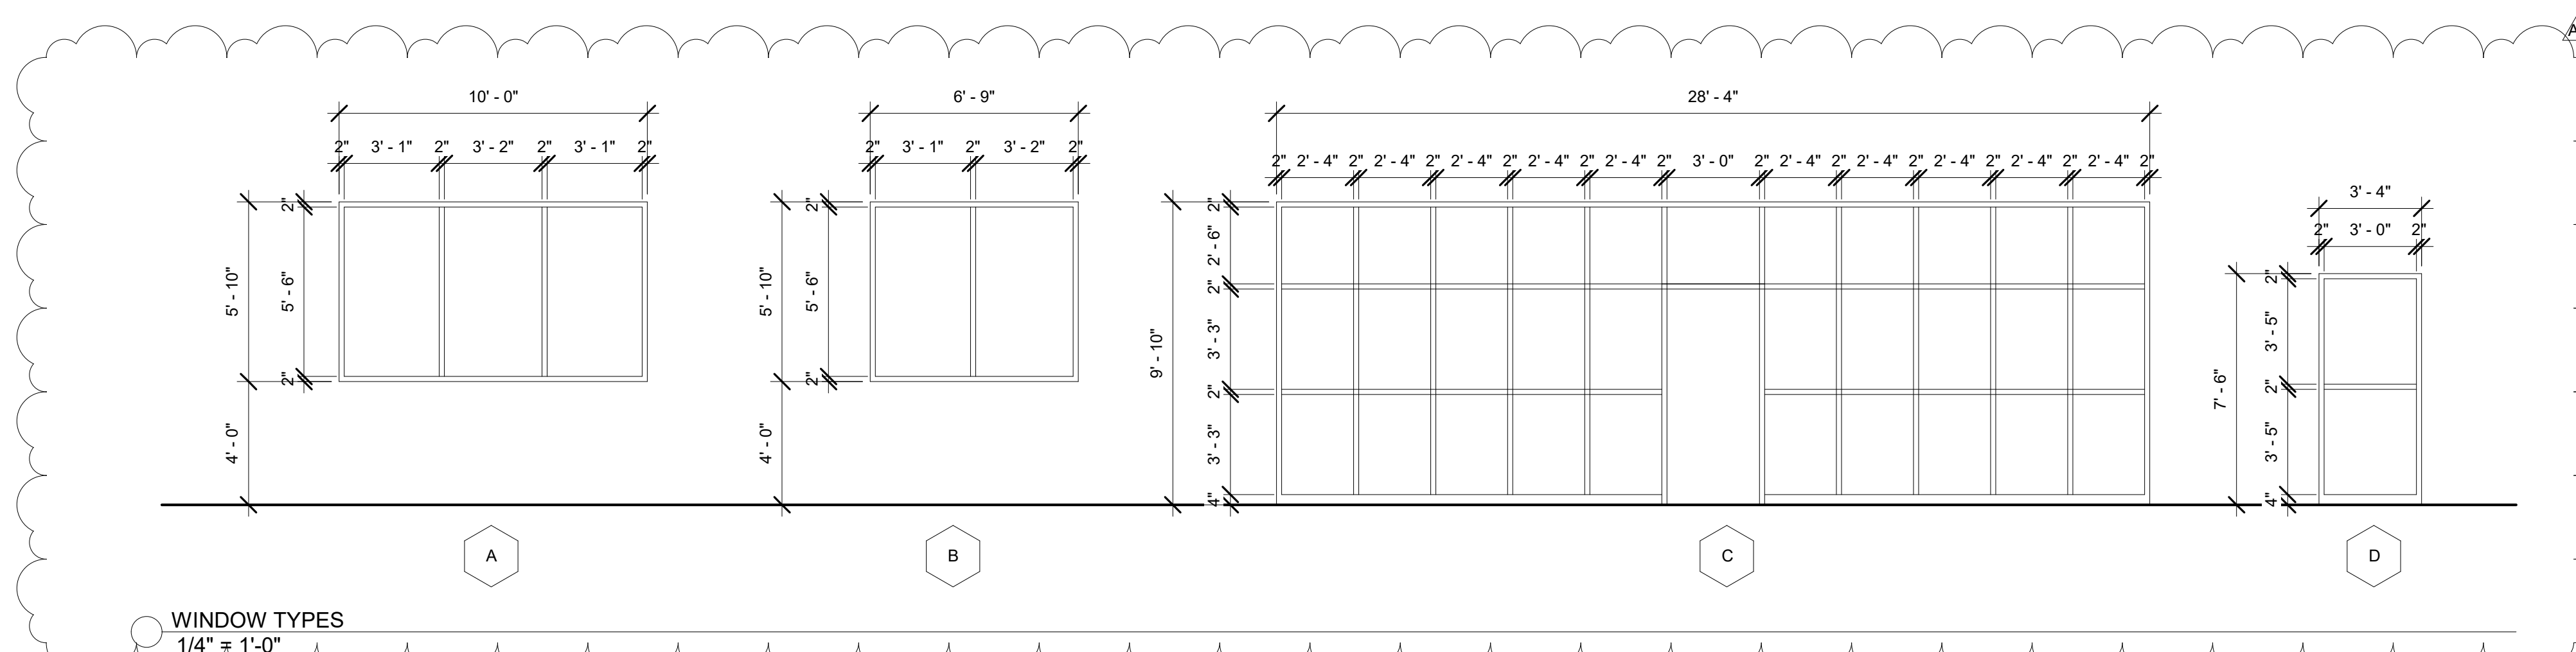 A
10' - 0"
6' - 9"
28' - 4"
2" 3' - 1" 2" 3' - 2" 2" 3' - 1" 2"
2" 3' - 1" 2" 3' - 2" 2"
2" 2' - 4" 2" 2' - 4" 2" 2' - 4" 2" 2' - 4" 2" 2' - 4" 2" 3' - 0" 2" 2' - 4" 2" 2' - 4" 2" 2' - 4" 2" 2' - 4" 2" 2' - 4" 2"
3' - 4"
2" 3' - 0" 2"
5' - 10"
4' - 0"
2"
5' - 6"
2"
5' - 10"
4' - 0"
2"
5' - 6"
2"
9' - 10"
2"
2' - 6"
2"
3' - 3"
2"
3' - 3"
4"
7' - 6"
2"
3' - 5"
2"
3' - 5"
4"
A
B
C
D
WINDOW TYPES
1/4" = 1'-0"